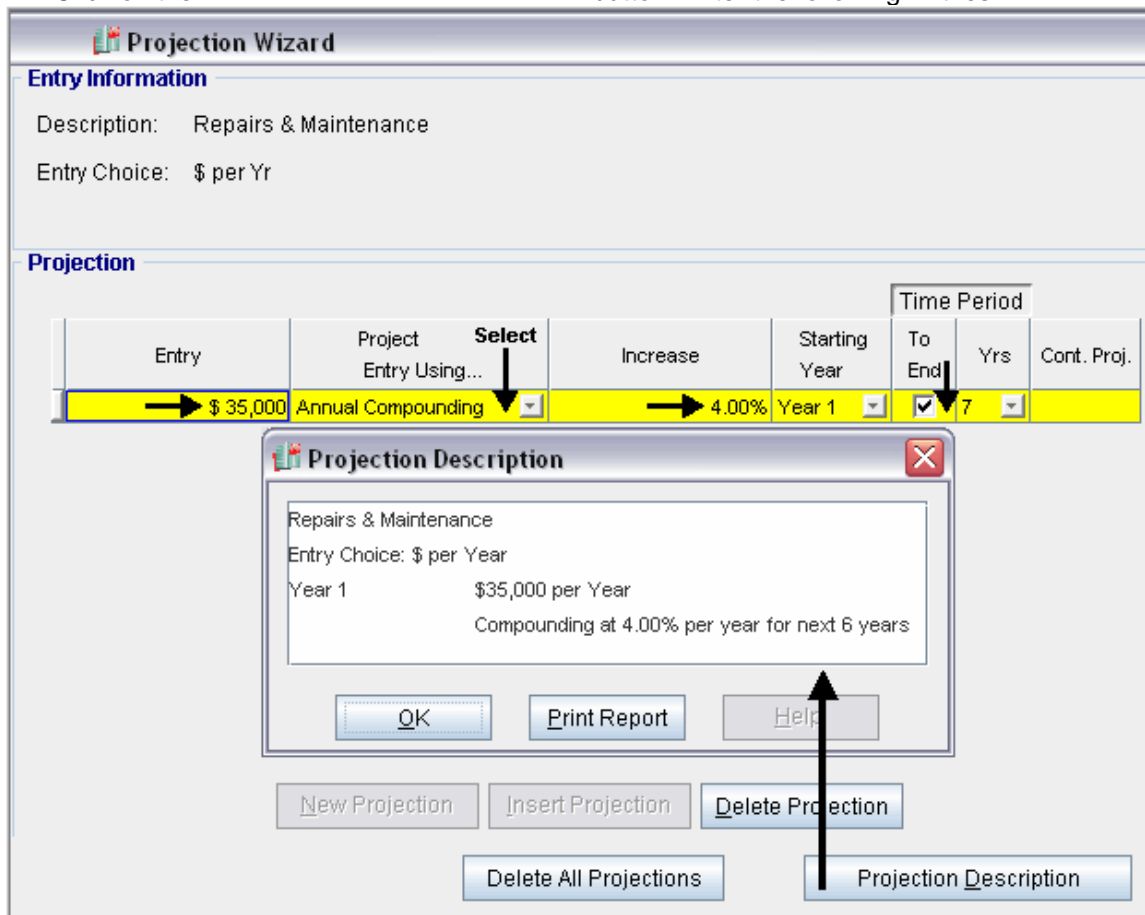 Projection Wizard
Entry Information
Description: Repairs & Maintenance
Entry Choice: $ per Yr
Projection
Time Period
Entry
Project Entry Using...
Select
Increase
Starting Year
To End
Yrs
Cont. Proj.
$ 35,000 Annual Compounding 4.00% Year 1 7
Projection Description
Repairs & Maintenance
Entry Choice: $ per Year
Year 1 $35,000 per Year
Compounding at 4.00% per year for next 6 years
OK Print Report Help
New Projection Insert Projection Delete Projection
Delete All Projections Projection Description